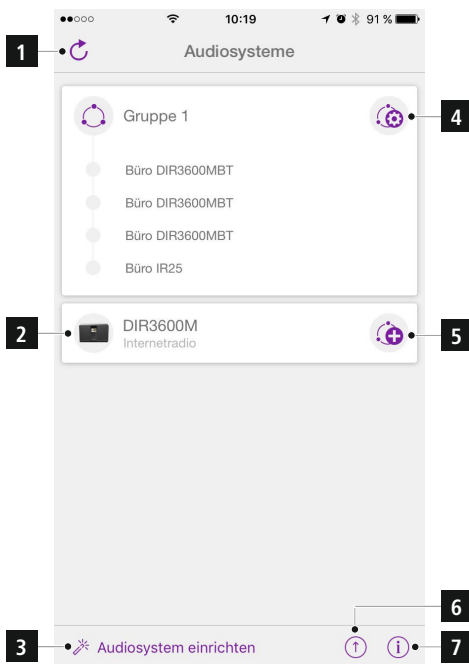 10:19
91 %
1
Audiosysteme
Gruppe 1
4
Büro DIR3600MBT
Büro DIR3600MBT
Büro DIR3600MBT
Büro IR25
2
DIR3600M
Internetradio
5
6
3
Audiosystem einrichten
i
7